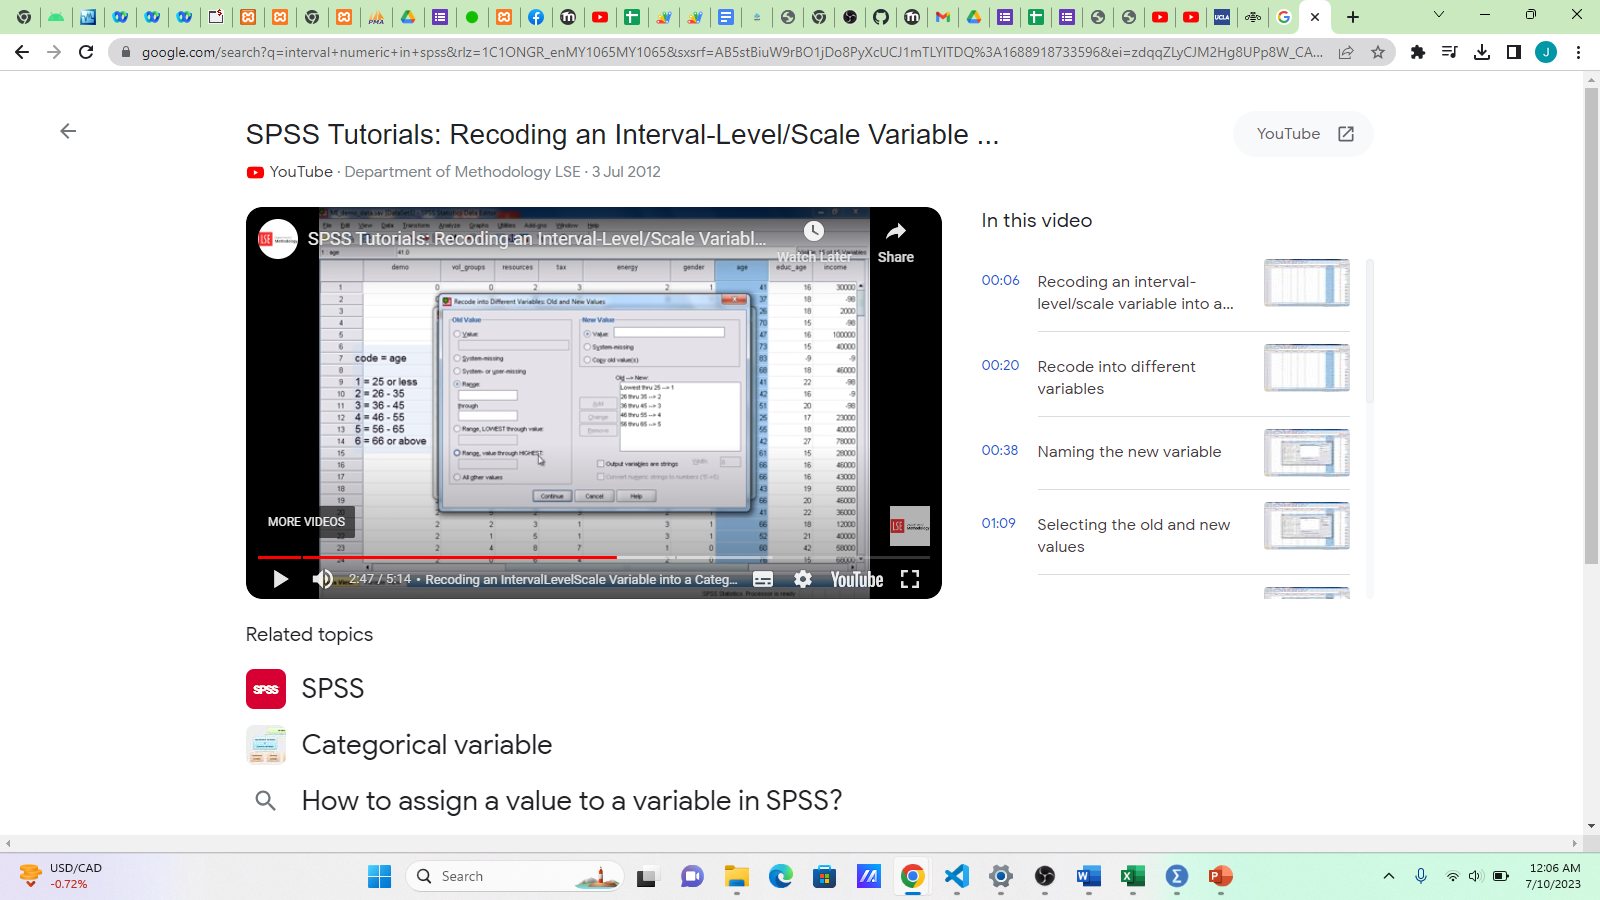 google.com/search?q=interval+numeric+in+spss&rlz=1C1ONGR_enMY1065MY1065&sxsrf=AB5stBiuW9rBO1jDo8PyXcUCJ1mTLYlTDQ%3A1688918733596&ei=zdqqZLyCJM2Hg8UPp8W_CA...
J
SPSS Tutorials: Recoding an Interval-Level/Scale Variable ...
YouTube
YouTube · Department of Methodology LSE · 3 Jul 2012
SPSS Tutorials: Recoding an Interval-Level/Scale Variabl...
Watch Later
Share
demo vol_groups resources tax energy gender age educ_age income
Recode into Different Variables: Old and New Values
Old Value
New Value
Value:
Value:
System-missing
System-missing
Copy old value(s)
System- or user-missing
Range:
through
Range, LOWEST through value:
Range, value through HIGHEST:
All other values
Old --> New:
Lowest thru 25 --> 1
26 thru 35 --> 2
36 thru 45 --> 3
46 thru 55 --> 4
56 thru 65 --> 5
Add
Change
Remove
Output variables are strings
Width:
Convert numeric strings to numbers ('5'->5)
Continue Cancel Help
code = age
1 = 25 or less
2 = 26 - 35
3 = 36 - 45
4 = 46 - 55
5 = 56 - 65
6 = 66 or above
MORE VIDEOS
2:47 / 5:14 • Recoding an IntervalLevelScale Variable into a Categ...
YouTube
In this video
00:06 Recoding an interval-
level/scale variable into a...
00:20 Recode into different
variables
00:38 Naming the new variable
01:09 Selecting the old and new
values
Related topics
SPSS
SPSS
Categorical variable
How to assign a value to a variable in SPSS?
USD/CAD
-0.72%
Search
12:06 AM
7/10/2023